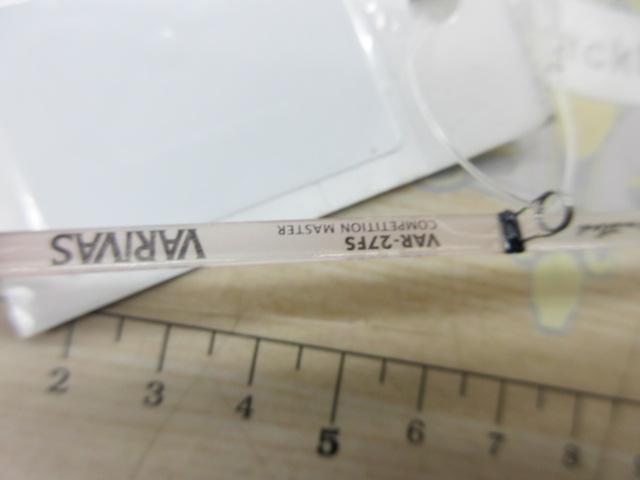 VARIVAS
VAR-27FS
COMPETITION MASTER
2 3 4 5 6 7 8